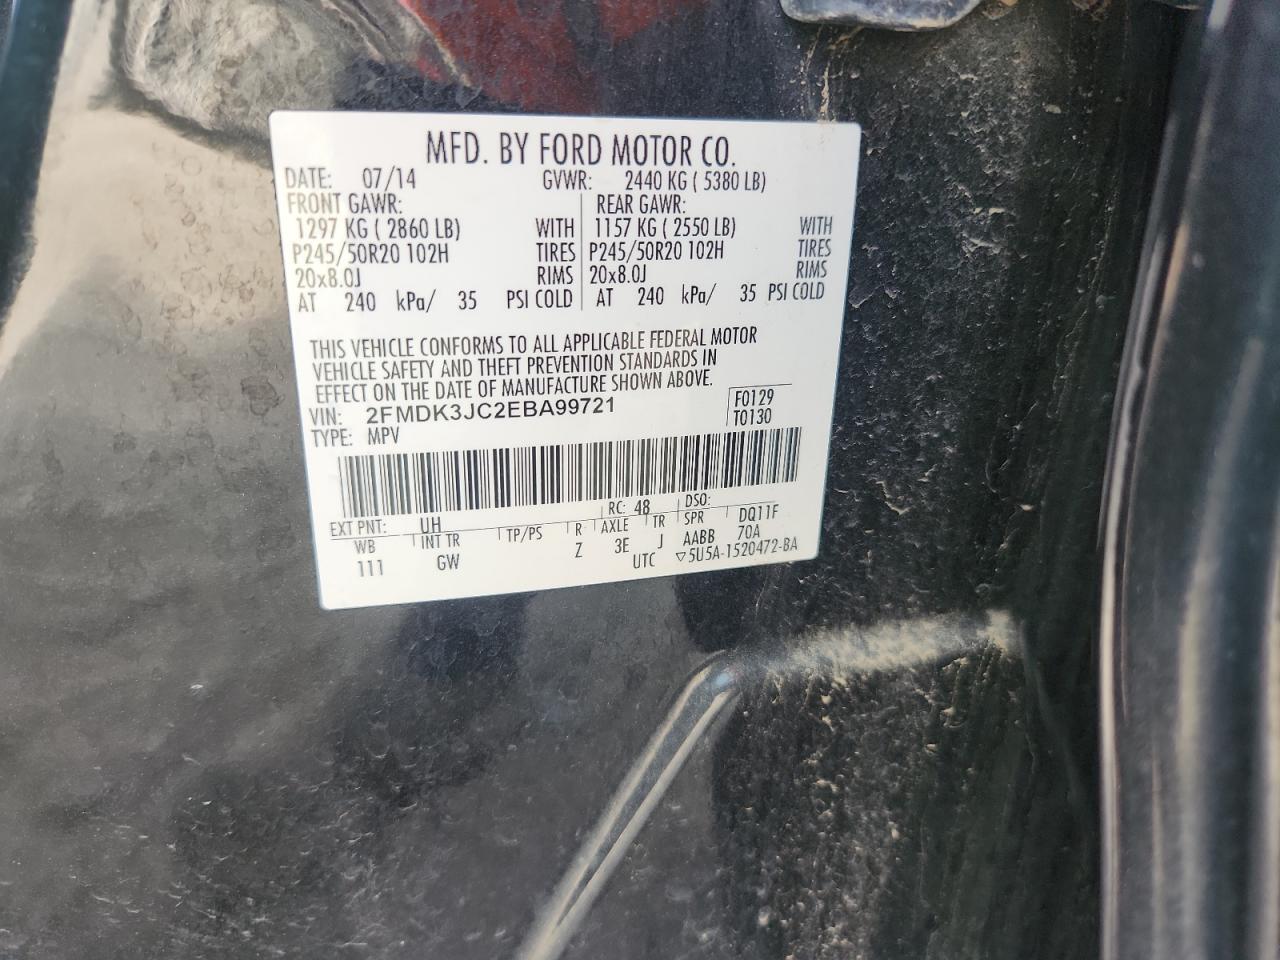 MFD. BY FORD MOTOR CO.
DATE: 07/14 GVWR: 2440 KG ( 5380 LB)
FRONT GAWR: REAR GAWR:
1297 KG ( 2860 LB) WITH 1157 KG ( 2550 LB) WITH
P245/50R20 102H TIRES P245/50R20 102H TIRES
20x8.0J RIMS 20x8.0J RIMS
AT 240 kPa/ 35 PSI COLD AT 240 kPa/ 35 PSI COLD
THIS VEHICLE CONFORMS TO ALL APPLICABLE FEDERAL MOTOR
VEHICLE SAFETY AND THEFT PREVENTION STANDARDS IN
EFFECT ON THE DATE OF MANUFACTURE SHOWN ABOVE.
VIN: 2FMDK3JC2EBA99721 F0129
TYPE: MPV T0130
EXT PNT: UH RC: 48 DSO:
WB INT TR TP/PS R AXLE TR SPR DQ11F
111 GW Z 3E J AABB 70A
UTC ▽5U5A-1520472-BA